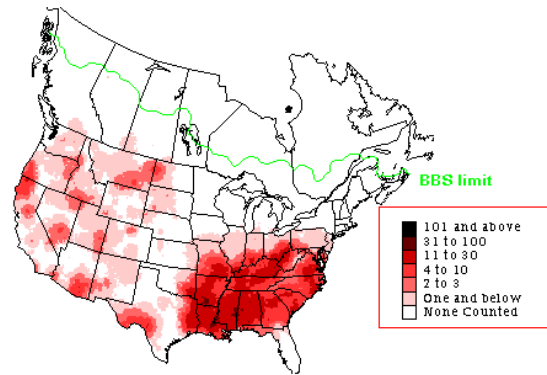 BBS limit
101 and above
31 to 100
11 to 30
4 to 10
2 to 3
One and below
None Counted